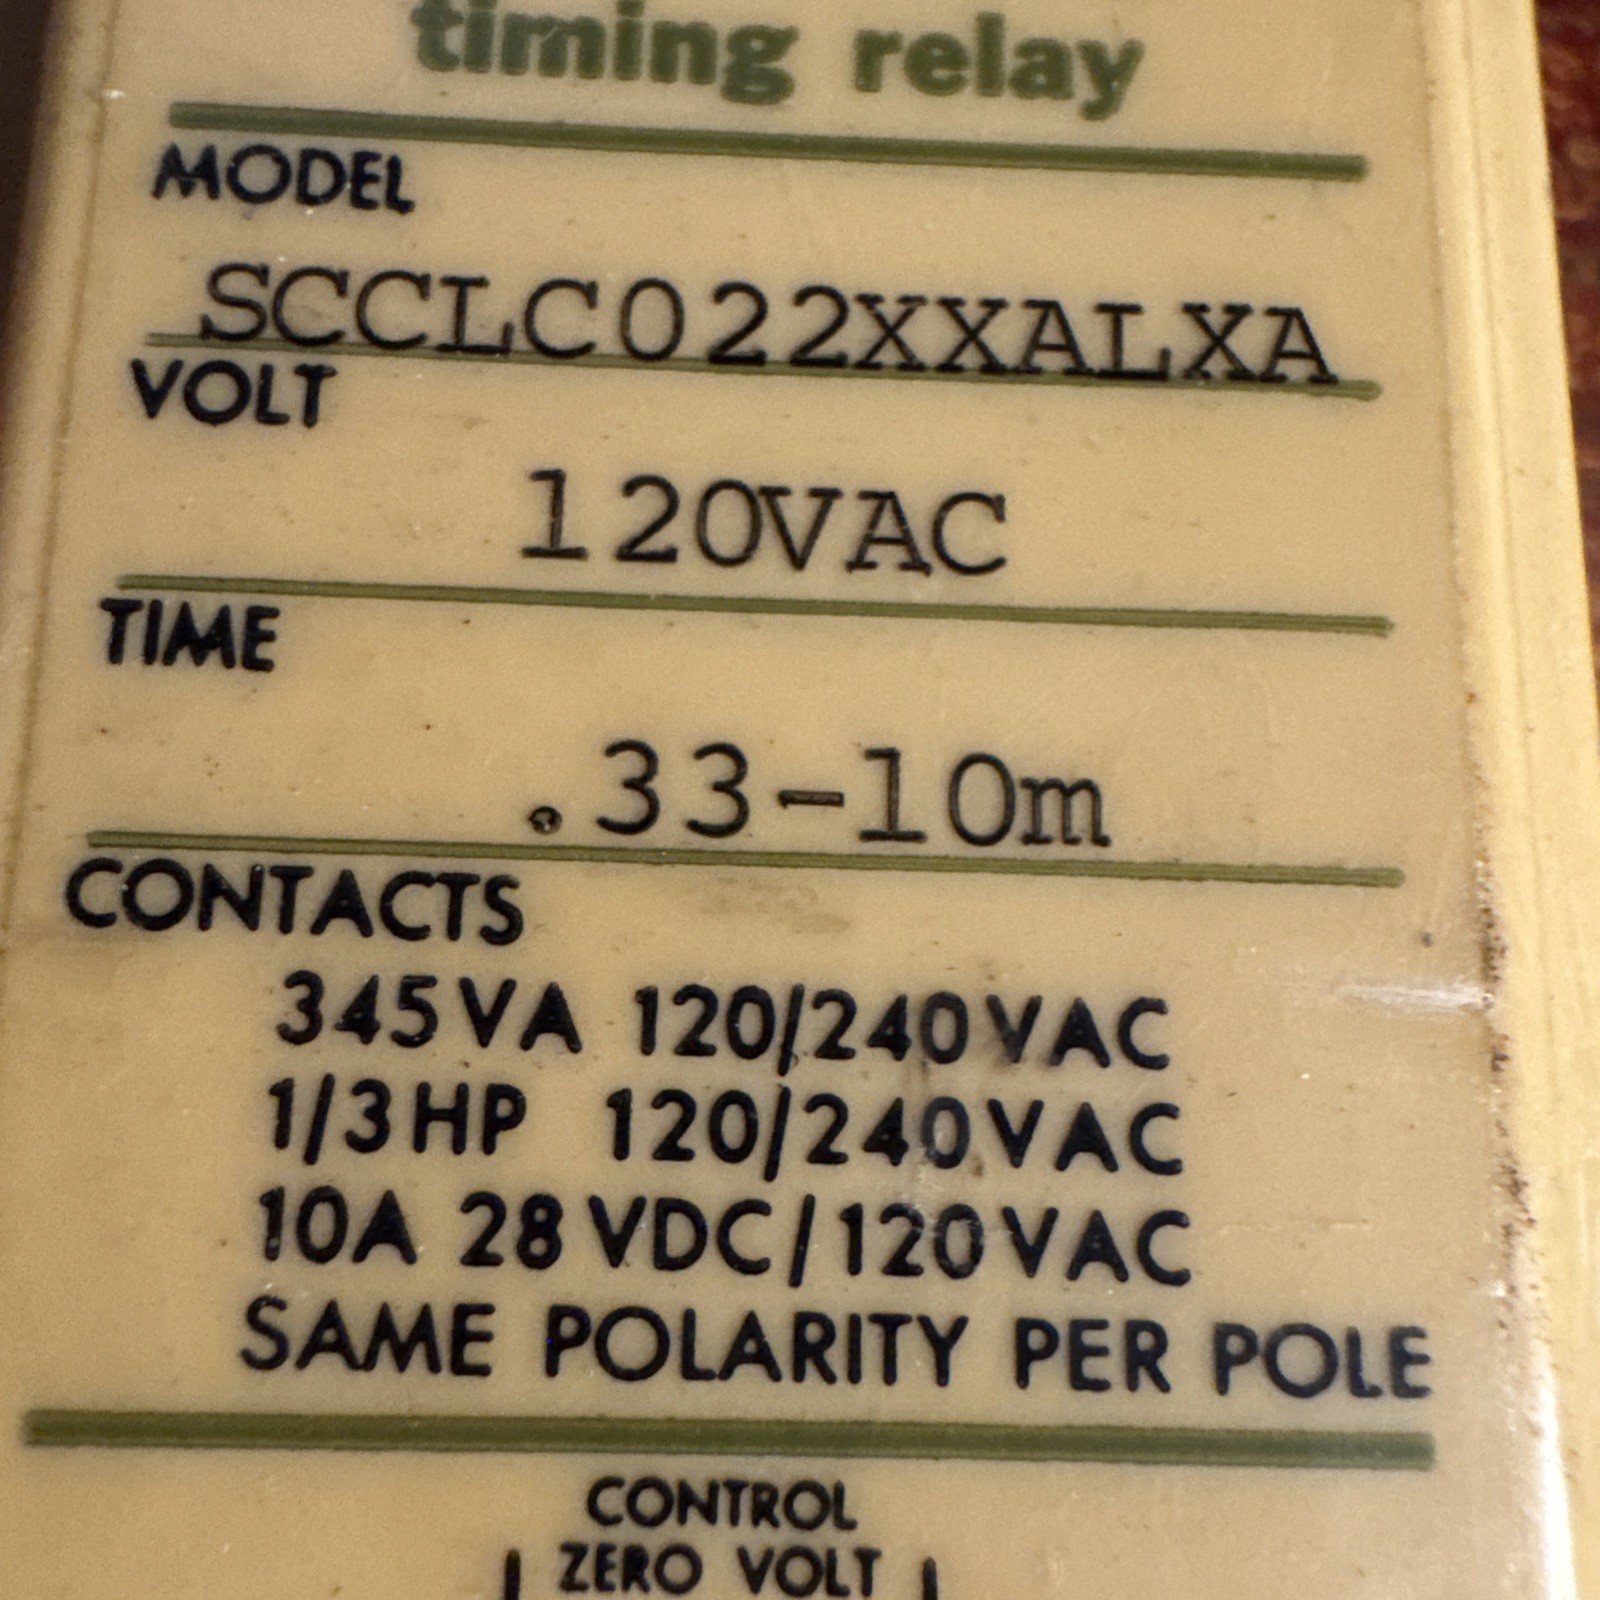 timing relay
MODEL
SCCLC022XXALXA
VOLT
120VAC
TIME
.33-10m
CONTACTS
345VA 120/240VAC
1/3HP 120/240VAC
10A 28VDC/120VAC
SAME POLARITY PER POLE
CONTROL
ZERO VOLT